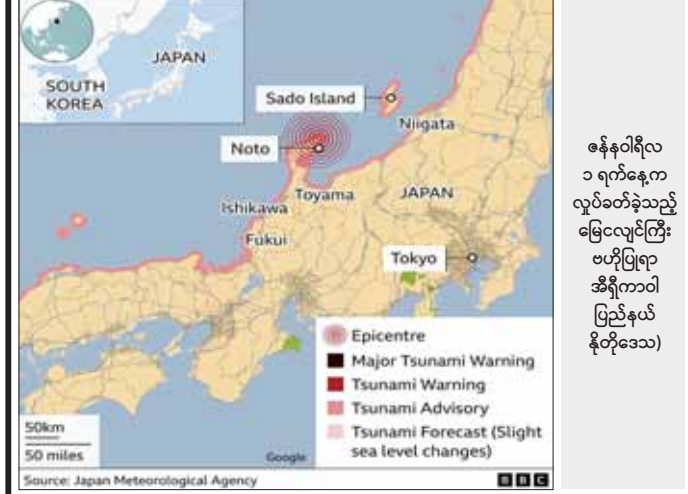 JAPAN
SOUTH
KOREA
Sado Island
Niigata
Noto
Toyama
JAPAN
Ishikawa
Fukui
Tokyo
Epicentre
Major Tsunami Warning
Tsunami Warning
Tsunami Advisory
Tsunami Forecast (Slight
sea level changes)
50km
50 miles
Google
Source: Japan Meteorological Agency
BBC
ဇန်နဝါရီလ
၁ ရက်နေ့က
လှုပ်ခတ်ခဲ့သည့်
မြေငလျင်ကြီး
ဗဟိုပြုရာ
အီရှီကာဝါ
ပြည်နယ်
နိုတိုဒေသ)